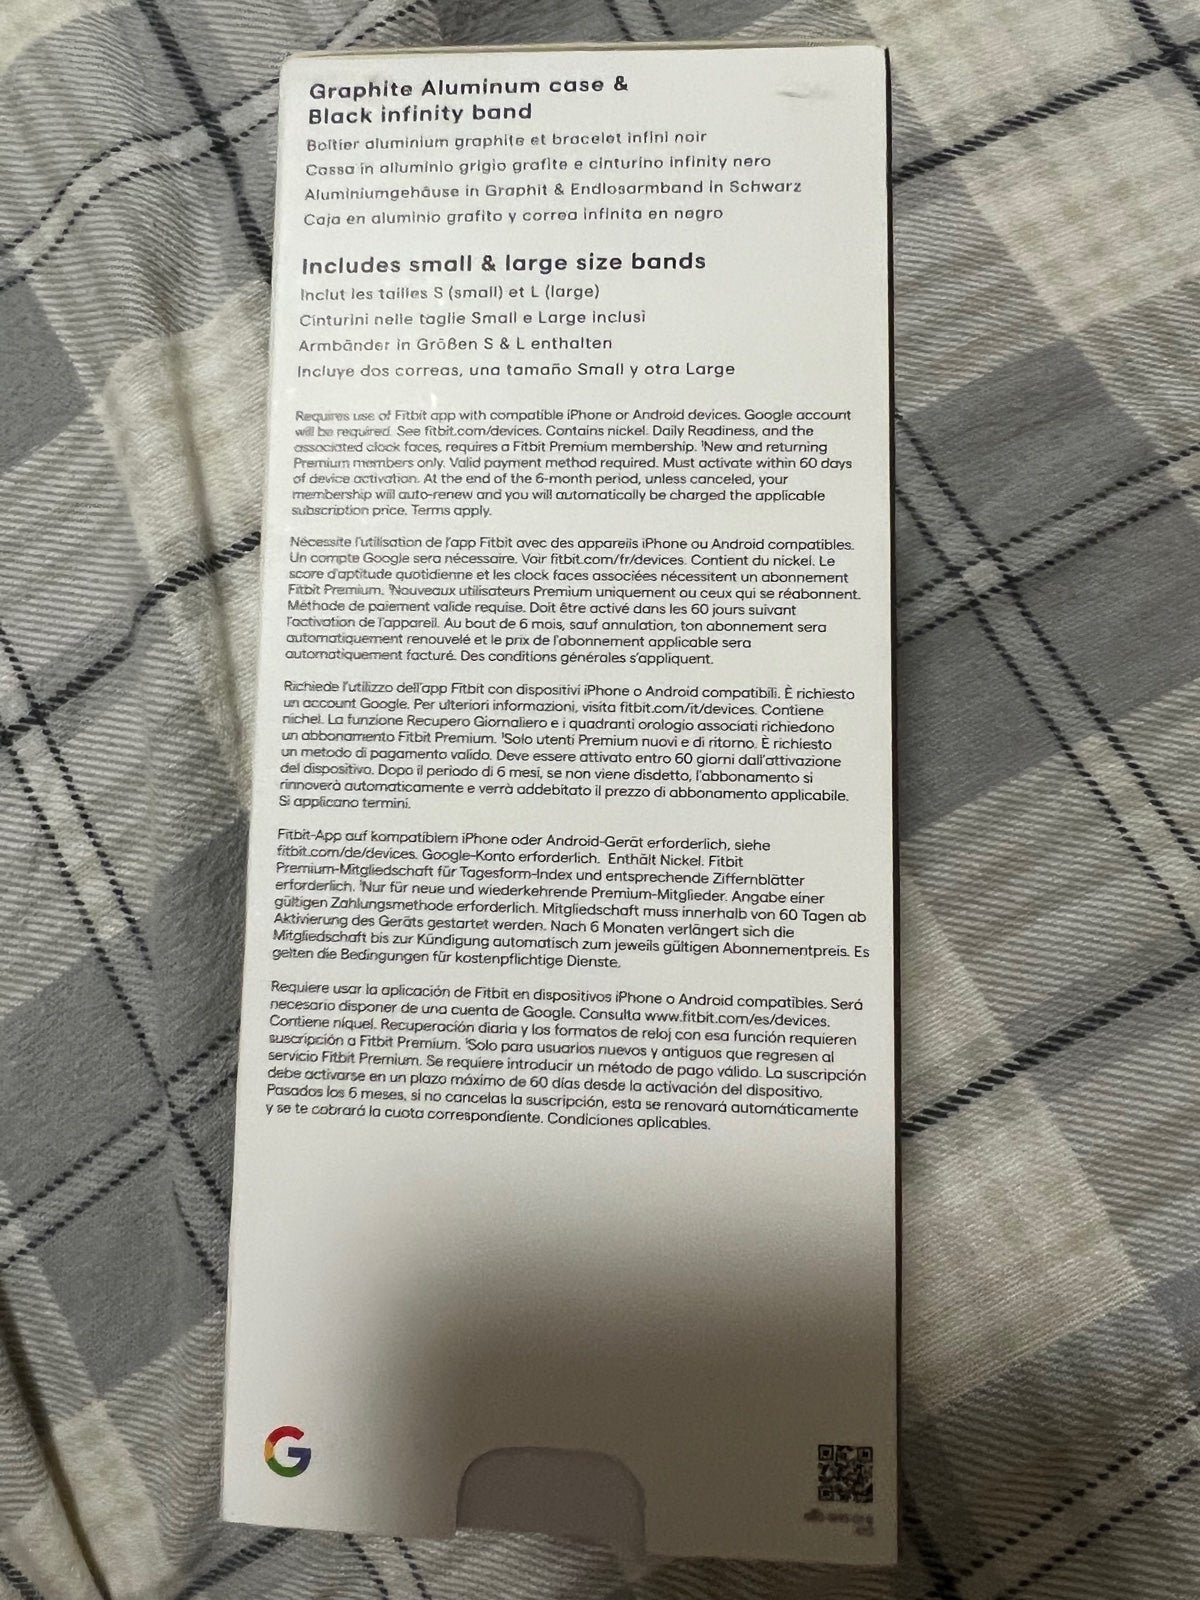 Graphite Aluminum case &
Black infinity band
Boîtier aluminium graphite et bracelet infini noir
Cassa in alluminio grigio grafite e cinturino infinity nero
Aluminiumgehäuse in Graphit & Endlosarmband in Schwarz
Caja en aluminio grafito y correa infinita en negro
Includes small & large size bands
Inclut les tailles S (small) et L (large)
Cinturini nelle taglie Small e Large inclusi
Armbänder in Größen S & L enthalten
Incluye dos correas, una tamaño Small y otra Large
Requires use of Fitbit app with compatible iPhone or Android devices. Google account
will be required. See fitbit.com/devices. Contains nickel. Daily Readiness, and the
associated clock faces, requires a Fitbit Premium membership. ¹New and returning
Premium members only. Valid payment method required. Must activate within 60 days
of device activation. At the end of the 6-month period, unless canceled, your
membership will auto-renew and you will automatically be charged the applicable
subscription price. Terms apply.
Nécessite l'utilisation de l'app Fitbit avec des appareils iPhone ou Android compatibles.
Un compte Google sera nécessaire. Voir fitbit.com/fr/devices. Contient du nickel. Le
score d'aptitude quotidienne et les clock faces associées nécessitent un abonnement
Fitbit Premium. ¹Nouveaux utilisateurs Premium uniquement ou ceux qui se réabonnent.
Méthode de paiement valide requise. Doit être activé dans les 60 jours suivant
l'activation de l'appareil. Au bout de 6 mois, sauf annulation, ton abonnement sera
automatiquement renouvelé et le prix de l'abonnement applicable sera
automatiquement facturé. Des conditions générales s'appliquent.
Richiede l'utilizzo dell'app Fitbit con dispositivi iPhone o Android compatibili. È richiesto
un account Google. Per ulteriori informazioni, visita fitbit.com/it/devices. Contiene
nichel. La funzione Recupero Giornaliero e i quadranti orologio associati richiedono
un abbonamento Fitbit Premium. ¹Solo utenti Premium nuovi e di ritorno. È richiesto
un metodo di pagamento valido. Deve essere attivato entro 60 giorni dall'attivazione
del dispositivo. Dopo il periodo di 6 mesi, se non viene disdetto, l'abbonamento si
rinnoverà automaticamente e verrà addebitato il prezzo di abbonamento applicabile.
Si applicano termini.
Fitbit-App auf kompatiblem iPhone oder Android-Gerät erforderlich, siehe
fitbit.com/de/devices. Google-Konto erforderlich. Enthält Nickel. Fitbit
Premium-Mitgliedschaft für Tagesform-Index und entsprechende Ziffernblätter
erforderlich. ¹Nur für neue und wiederkehrende Premium-Mitglieder. Angabe einer
gültigen Zahlungsmethode erforderlich. Mitgliedschaft muss innerhalb von 60 Tagen ab
Aktivierung des Geräts gestartet werden. Nach 6 Monaten verlängert sich die
Mitgliedschaft bis zur Kündigung automatisch zum jeweils gültigen Abonnementpreis. Es
gelten die Bedingungen für kostenpflichtige Dienste.
Requiere usar la aplicación de Fitbit en dispositivos iPhone o Android compatibles. Será
necesario disponer de una cuenta de Google. Consulta www.fitbit.com/es/devices.
Contiene níquel. Recuperación diaria y los formatos de reloj con esa función requieren
suscripción a Fitbit Premium. ¹Solo para usuarios nuevos y antiguos que regresen al
servicio Fitbit Premium. Se requiere introducir un método de pago válido. La suscripción
debe activarse en un plazo máximo de 60 días desde la activación del dispositivo.
Pasados los 6 meses, si no cancelas la suscripción, esta se renovará automáticamente
y se te cobrará la cuota correspondiente. Condiciones aplicables.
G